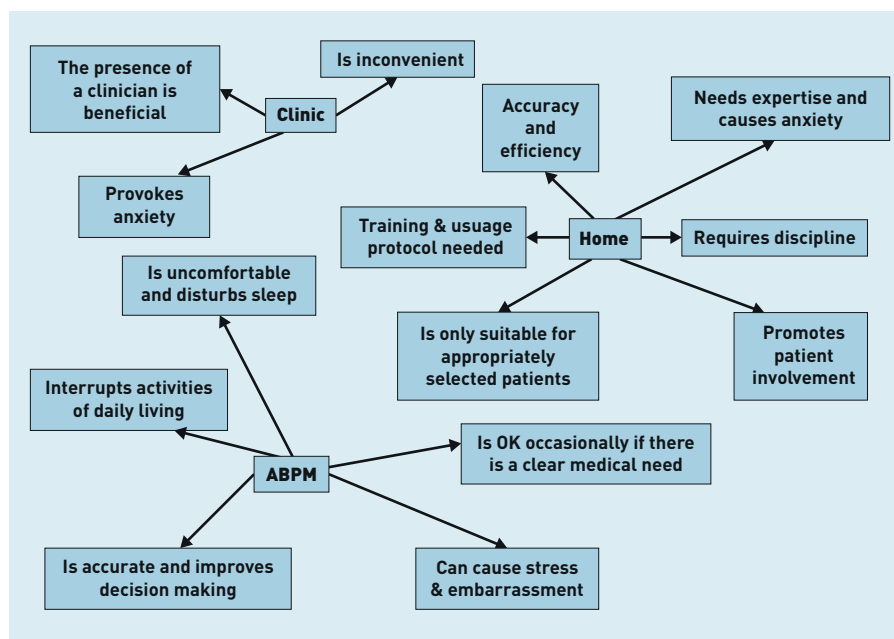 The presence of
a clinician is
beneficial
Is inconvenient
Clinic
Provokes
anxiety
Accuracy
and
efficiency
Needs expertise and
causes anxiety
Training & usuage
protocol needed
Home
Requires discipline
Is only suitable for
appropriately
selected patients
Promotes
patient
involvement
Is uncomfortable
and disturbs sleep
Interrupts activities
of daily living
ABPM
Is OK occasionally if there
is a clear medical need
Is accurate and improves
decision making
Can cause stress
& embarrassment